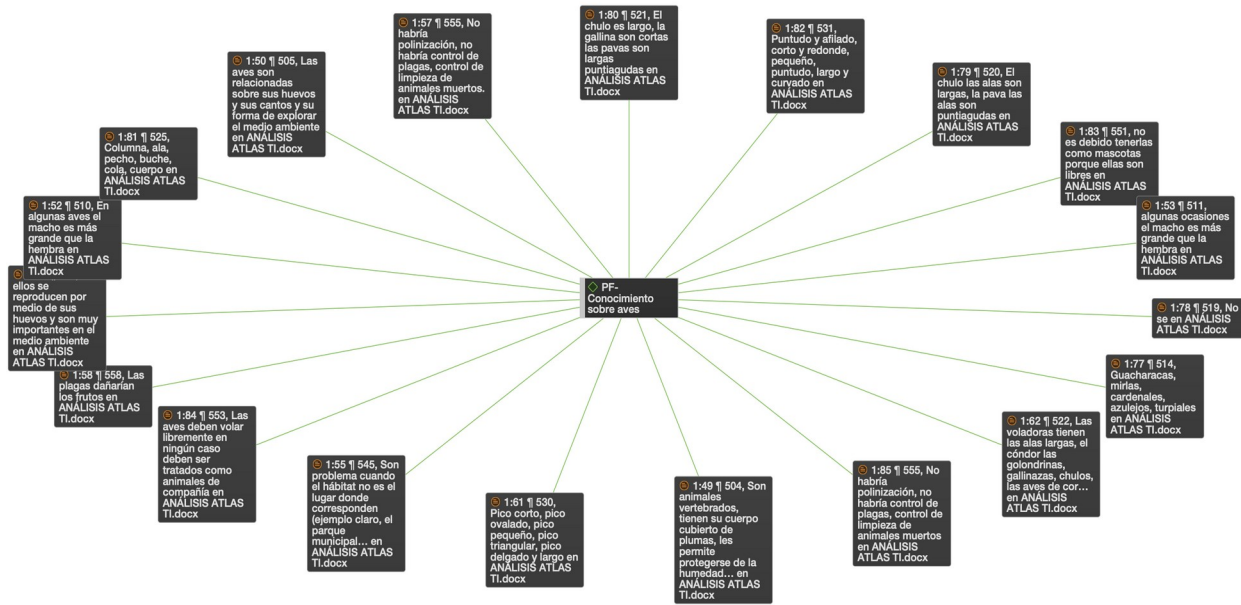 1:57 ¶ 555, No
habría
polinización, no
habría control de
plagas, control de
limpieza de
animales muertos.
en ANÁLISIS
ATLAS TI.docx
1:80 ¶ 521, El
chulo es largo, la
gallina son cortas
las pavas son
largas
puntiagudas en
ANÁLISIS ATLAS
TI.docx
1:82 ¶ 531,
Puntudo y afilado,
corto y redonde,
pequeño,
puntudo, largo y
curvado en
ANÁLISIS ATLAS
TI.docx
1:50 ¶ 505, Las
aves son
relacionadas
sobre sus huevos
y sus cantos y su
forma de explorar
el medio ambiente
en ANÁLISIS
ATLAS TI.docx
1:79 ¶ 520, El
chulo las alas son
largas, la pava las
alas son
puntiagudas en
ANÁLISIS ATLAS
TI.docx
1:81 ¶ 525,
Columna, ala,
pecho, buche,
cola, cuerpo en
ANÁLISIS ATLAS
TI.docx
1:83 ¶ 551, no
es debido tenerlas
como mascotas
porque ellas son
libres en
ANÁLISIS ATLAS
TI.docx
1:52 ¶ 510, En
algunas aves el
macho es más
grande que la
hembra en
ANÁLISIS ATLAS
TI.docx
1:53 ¶ 511,
algunas ocasiones
el macho es más
grande que la
hembra en
ANÁLISIS ATLAS
TI.docx
ellos se
reproducen por
medio de sus
huevos y son muy
importantes en el
medio ambiente
en ANÁLISIS
ATLAS TI.docx
PF-
Conocimiento
sobre aves
1:78 ¶ 519, No
se en ANÁLISIS
ATLAS TI.docx
1:58 ¶ 558, Las
plagas dañarían
los frutos en
ANÁLISIS ATLAS
TI.docx
1:77 ¶ 514,
Guacharacas,
mirlas,
cardenales,
azulejos, turpiales
en ANÁLISIS
ATLAS TI.docx
1:84 ¶ 553, Las
aves deben volar
libremente en
ningún caso
deben ser
tratados como
animales de
compañía en
ANÁLISIS ATLAS
TI.docx
1:62 ¶ 522, Las
voladoras tienen
las alas largas, el
cóndor las
golondrinas,
gallinazas, chulos,
las aves de cor...
en ANÁLISIS
ATLAS TI.docx
1:55 ¶ 545, Son
problema cuando
el hábitat no es el
lugar donde
corresponden
(ejemplo claro, el
parque
municipal... en
ANÁLISIS ATLAS
TI.docx
1:61 ¶ 530,
Pico corto, pico
ovalado, pico
pequeño, pico
triangular, pico
delgado y largo en
ANÁLISIS ATLAS
TI.docx
1:49 ¶ 504, Son
animales
vertebrados,
tienen su cuerpo
cubierto de
plumas, les
permite
protegerse de la
humedad... en
ANÁLISIS ATLAS
TI.docx
1:85 ¶ 555, No
habría
polinización, no
habría control de
plagas, control de
limpieza de
animales muertos
en ANÁLISIS
ATLAS TI.docx